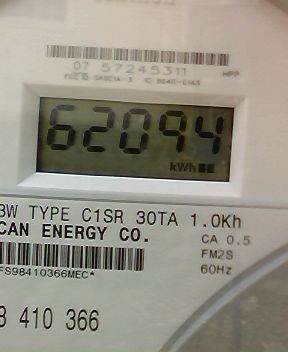 07 57245311 HPP
62094
kWh
3W TYPE C1SR 30TA 1.0Kh
CAN ENERGY CO.
CA 0.5
FM2S
60Hz
FS98410366MEC*
410 366